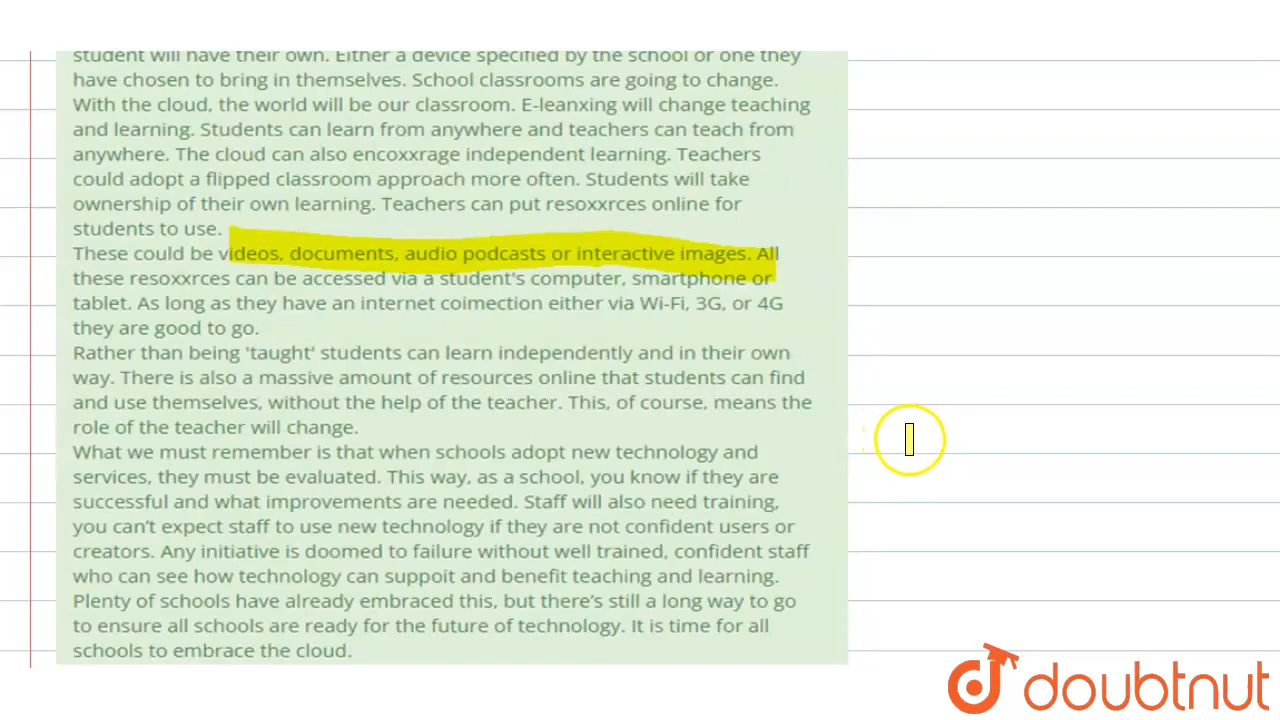 student will have their own. Either a device specified by the school or one they
have chosen to bring in themselves. School classrooms are going to change.
With the cloud, the world will be our classroom. E-leanxing will change teaching
and learning. Students can learn from anywhere and teachers can teach from
anywhere. The cloud can also encoxxrage independent learning. Teachers
could adopt a flipped classroom approach more often. Students will take
ownership of their own learning. Teachers can put resoxxrces online for
students to use.
These could be videos, documents, audio podcasts or interactive images. All
these resoxxrces can be accessed via a student's computer, smartphone or
tablet. As long as they have an internet coimection either via Wi-Fi, 3G, or 4G
they are good to go.
Rather than being 'taught' students can learn independently and in their own
way. There is also a massive amount of resources online that students can find
and use themselves, without the help of the teacher. This, of course, means the
role of the teacher will change.
What we must remember is that when schools adopt new technology and
services, they must be evaluated. This way, as a school, you know if they are
successful and what improvements are needed. Staff will also need training,
you can’t expect staff to use new technology if they are not confident users or
creators. Any initiative is doomed to failure without well trained, confident staff
who can see how technology can suppoit and benefit teaching and learning.
Plenty of schools have already embraced this, but there’s still a long way to go
to ensure all schools are ready for the future of technology. It is time for all
schools to embrace the cloud.
doubtnut